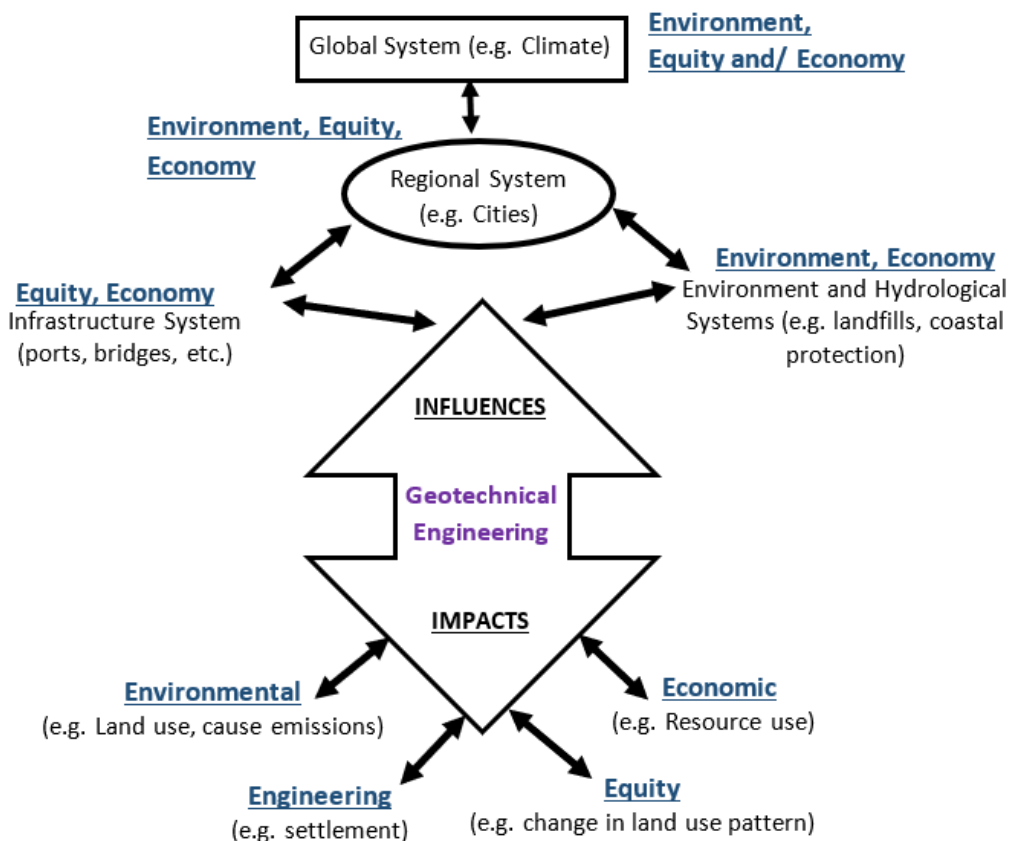 Global System (e.g. Climate)
Environment,
Equity and/ Economy
Environment, Equity,
Economy
Regional System
(e.g. Cities)
Equity, Economy
Infrastructure System
(ports, bridges, etc.)
Environment, Economy
Environment and Hydrological
Systems (e.g. landfills, coastal
protection)
INFLUENCES
Geotechnical
Engineering
IMPACTS
Environmental
(e.g. Land use, cause emissions)
Economic
(e.g. Resource use)
Engineering
(e.g. settlement)
Equity
(e.g. change in land use pattern)